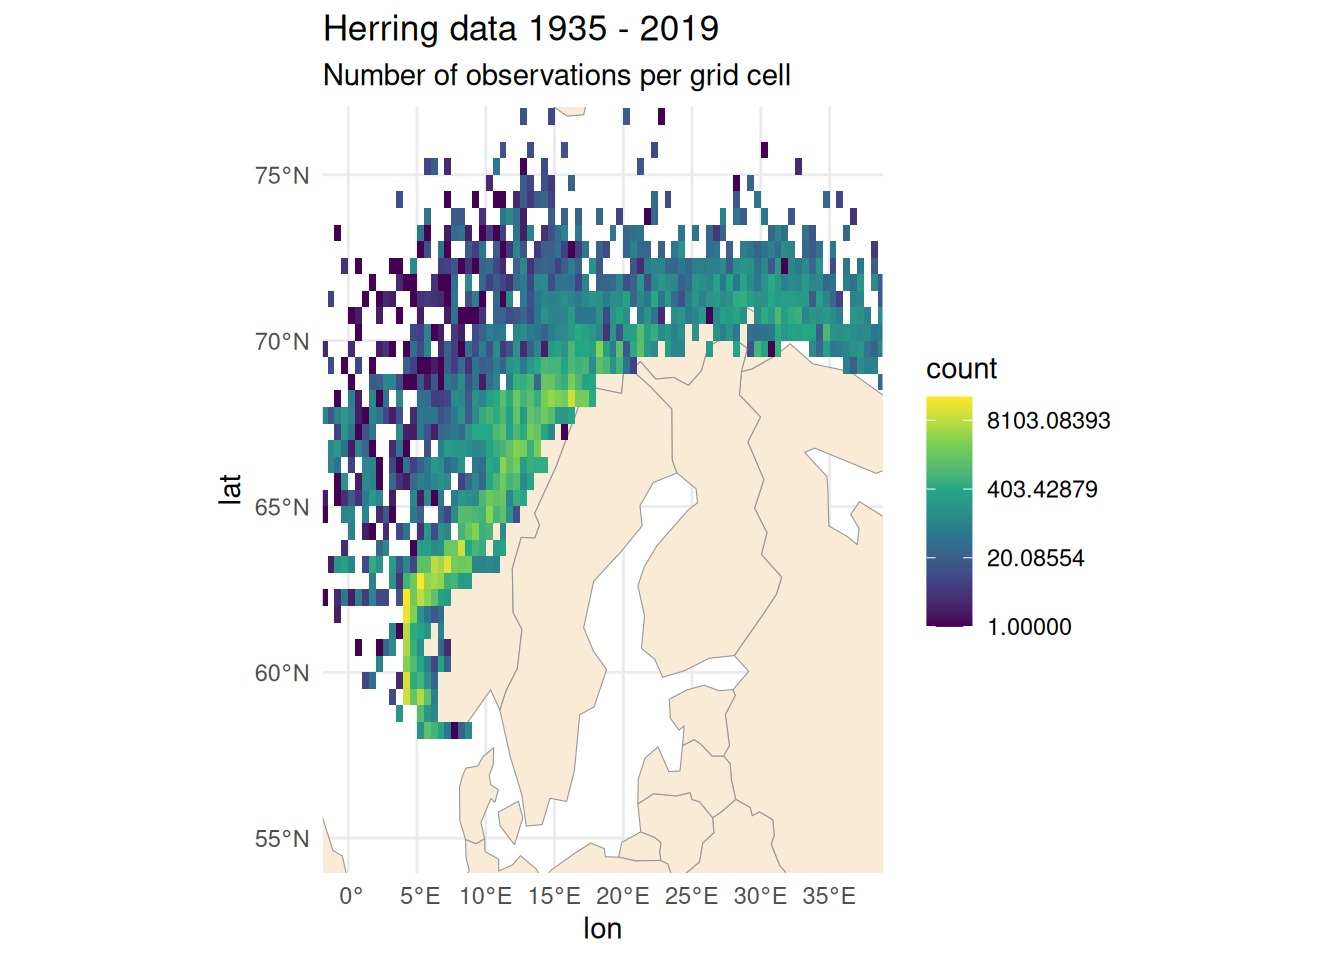 Herring data 1935 - 2019
Number of observations per grid cell
75°N
70°N
65°N
60°N
55°N
lat
0°
5°E
10°E
15°E
20°E
25°E
30°E
35°E
lon
count
8103.08393
403.42879
20.08554
1.00000